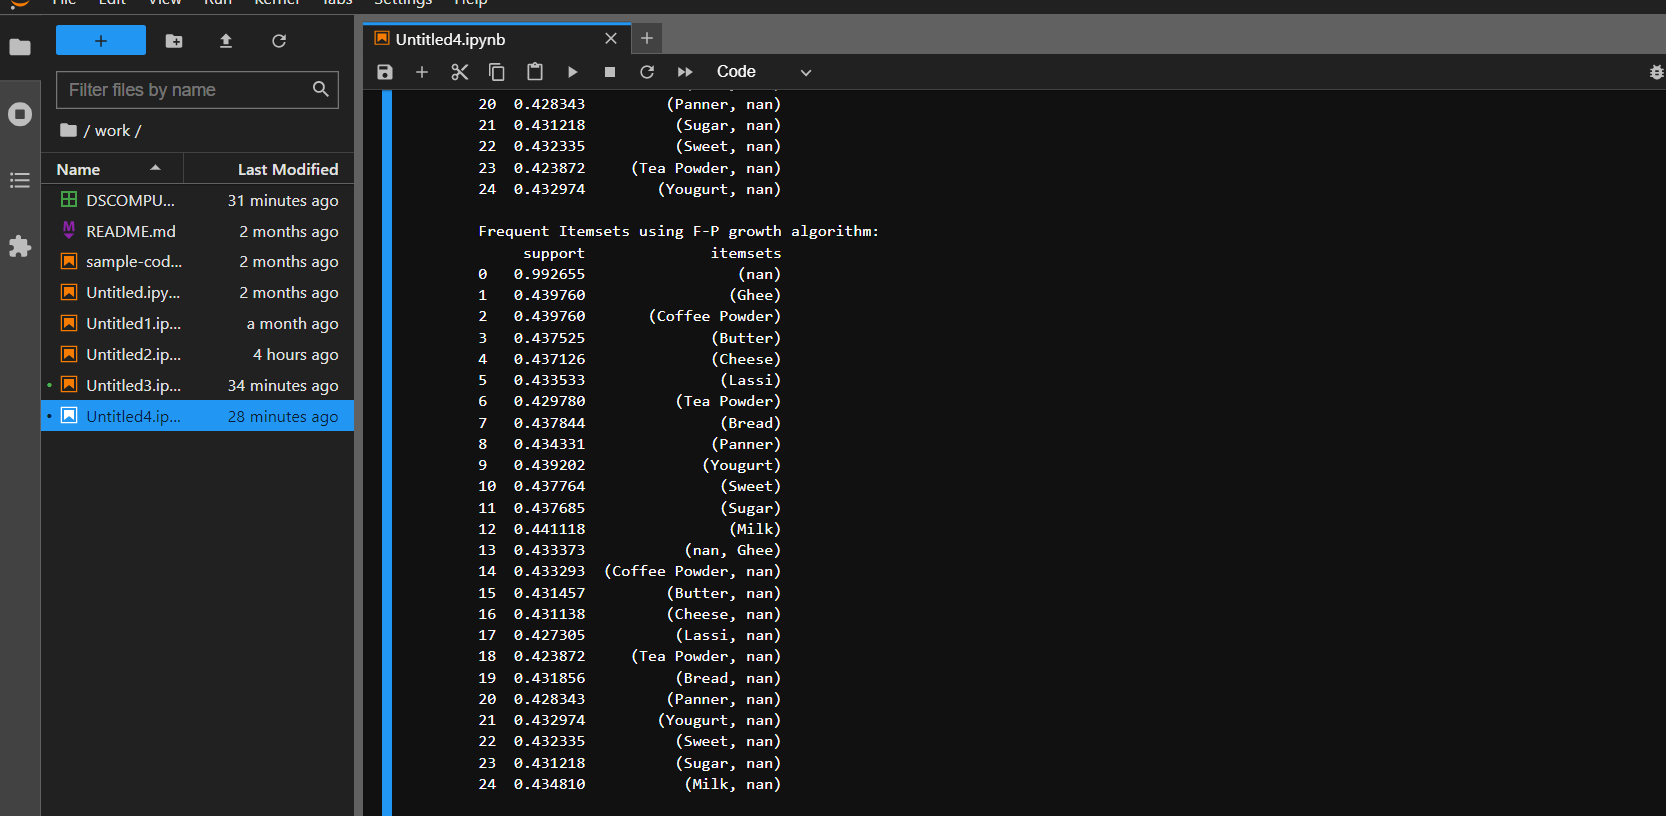 File Edit View Run Kernel Tabs Settings Help
Untitled4.ipynb
Code
Filter files by name
/ work /
Name Last Modified
DSCOMPU... 31 minutes ago
README.md 2 months ago
sample-cod... 2 months ago
Untitled.ipy... 2 months ago
Untitled1.ip... a month ago
Untitled2.ip... 4 hours ago
Untitled3.ip... 34 minutes ago
Untitled4.ip... 28 minutes ago
20 0.428343 (Panner, nan)
21 0.431218 (Sugar, nan)
22 0.432335 (Sweet, nan)
23 0.423872 (Tea Powder, nan)
24 0.432974 (Yougurt, nan)
Frequent Itemsets using F-P growth algorithm:
support itemsets
0 0.992655 (nan)
1 0.439760 (Ghee)
2 0.439760 (Coffee Powder)
3 0.437525 (Butter)
4 0.437126 (Cheese)
5 0.433533 (Lassi)
6 0.429780 (Tea Powder)
7 0.437844 (Bread)
8 0.434331 (Panner)
9 0.439202 (Yougurt)
10 0.437764 (Sweet)
11 0.437685 (Sugar)
12 0.441118 (Milk)
13 0.433373 (nan, Ghee)
14 0.433293 (Coffee Powder, nan)
15 0.431457 (Butter, nan)
16 0.431138 (Cheese, nan)
17 0.427305 (Lassi, nan)
18 0.423872 (Tea Powder, nan)
19 0.431856 (Bread, nan)
20 0.428343 (Panner, nan)
21 0.432974 (Yougurt, nan)
22 0.432335 (Sweet, nan)
23 0.431218 (Sugar, nan)
24 0.434810 (Milk, nan)